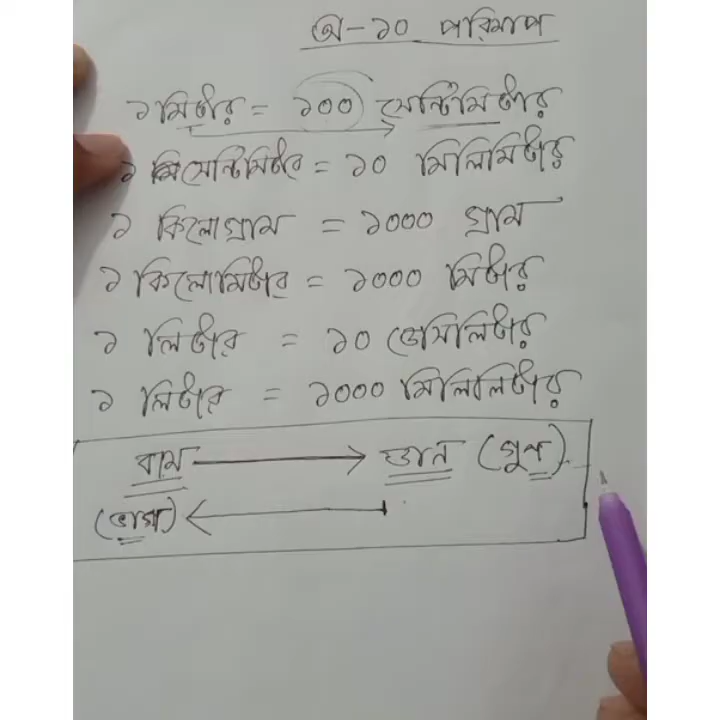 অ-১০ পরিমাপ
১ মিটার = ১০০ সেন্টিমিটার
১ সেন্টিমিটার = ১০ মিলিমিটার
১ কিলোগ্রাম = ১০০০ গ্রাম
১ কিলোমিটার = ১০০০ মিটার
১ লিটার = ১০ ডেসিলিটার
১ লিটার = ১০০০ মিলিলিটার
বাম → ডান (গুণ)
(ভাগ) ←